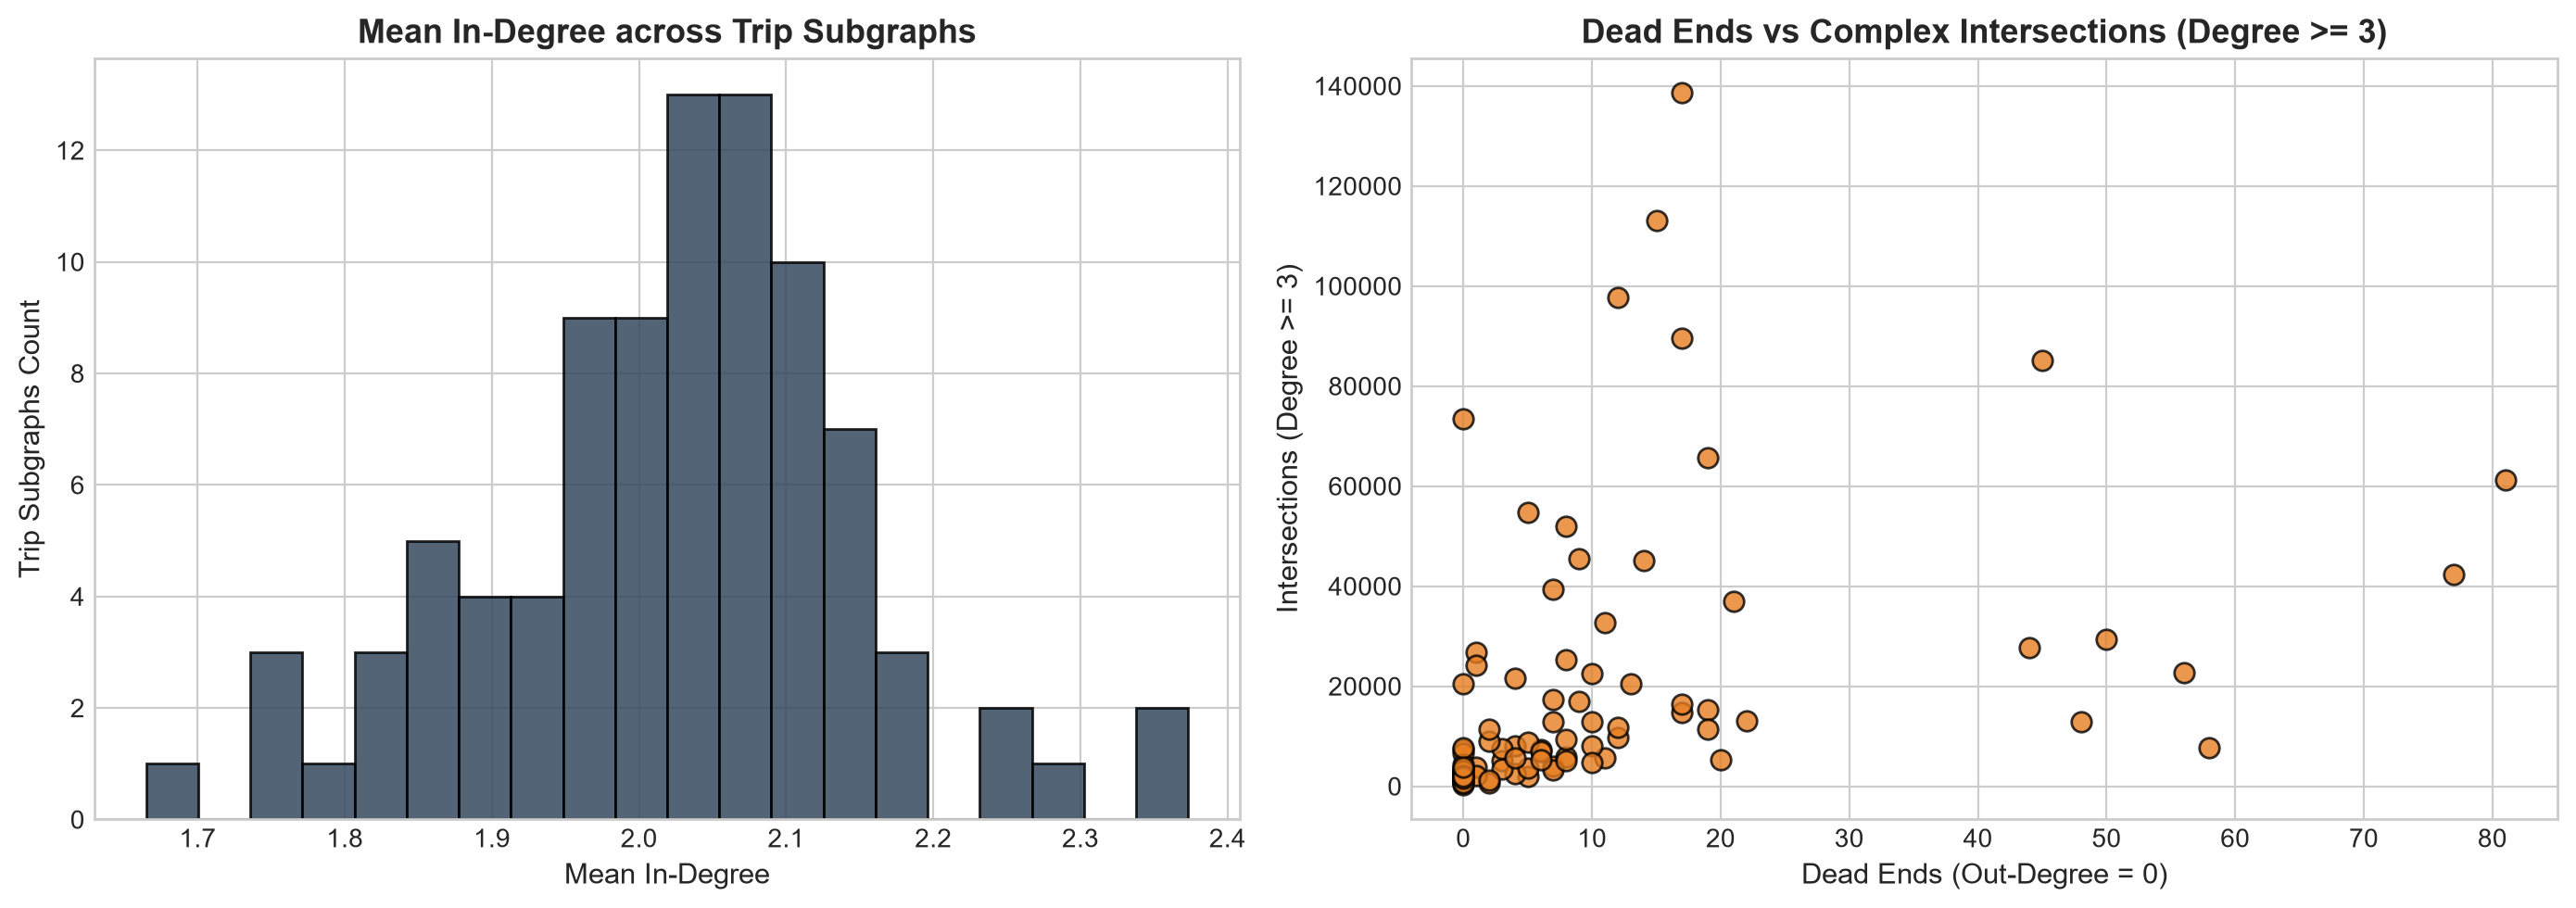 Mean In-Degree across Trip Subgraphs
Trip Subgraphs Count
12
10
8
6
4
2
0
1.7 1.8 1.9 2.0 2.1 2.2 2.3 2.4
Mean In-Degree
Dead Ends vs Complex Intersections (Degree >= 3)
Intersections (Degree >= 3)
140000
120000
100000
80000
60000
40000
20000
0
0 10 20 30 40 50 60 70 80
Dead Ends (Out-Degree = 0)